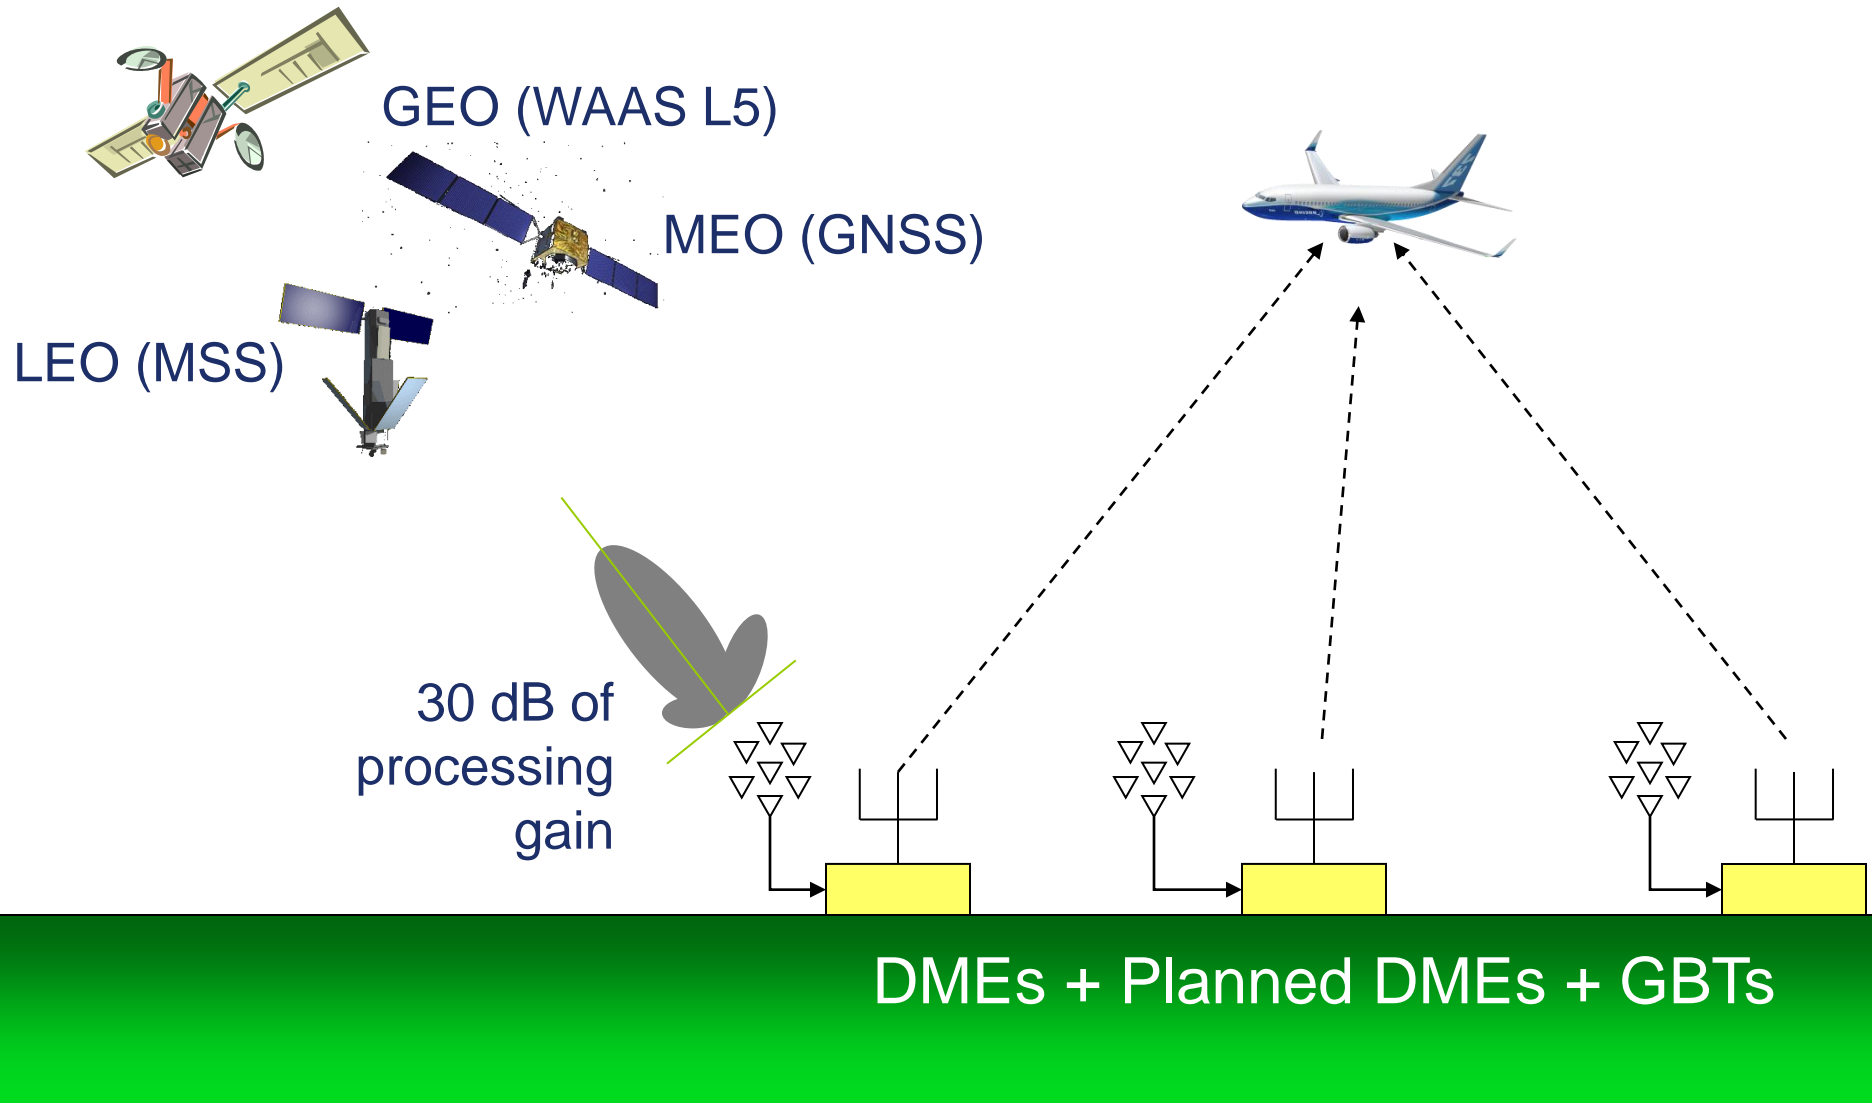 GEO (WAAS L5)
MEO (GNSS)
LEO (MSS)
30 dB of
processing
gain
DMEs + Planned DMEs + GBTs